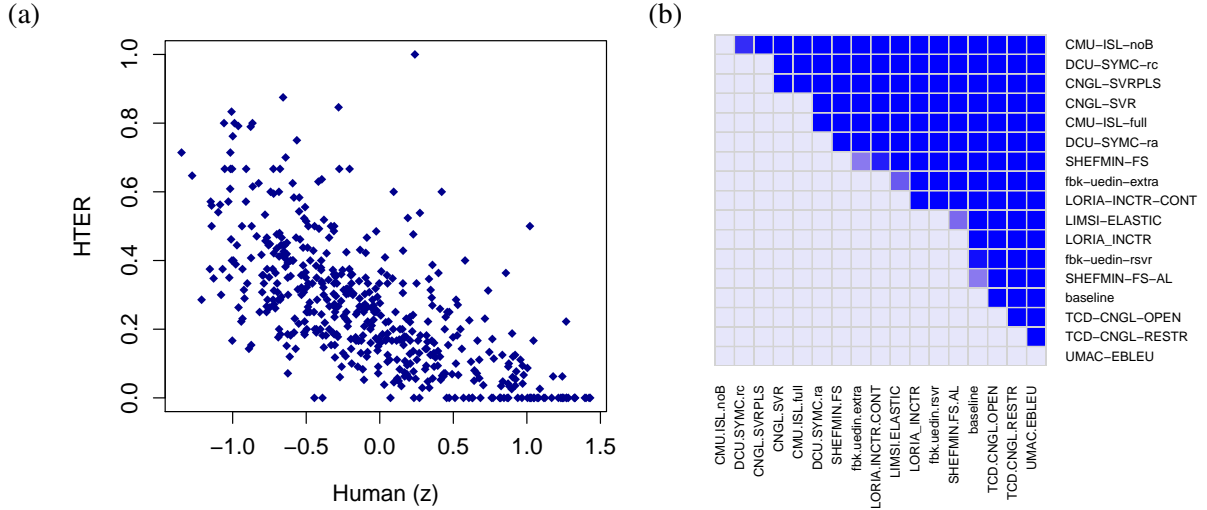 (a)
HTER
1.0
0.8
0.6
0.4
0.2
0.0
−1.0 −0.5 0.0 0.5 1.0 1.5
Human (z)
(b)
CMU−ISL−noB
DCU−SYMC−rc
CNGL−SVRPLS
CNGL−SVR
CMU−ISL−full
DCU−SYMC−ra
SHEFMIN−FS
fbk−uedin−extra
LORIA−INCTR−CONT
LIMSI−ELASTIC
LORIA_INCTR
fbk−uedin−rsvr
SHEFMIN−FS−AL
baseline
TCD−CNGL−OPEN
TCD−CNGL−RESTR
UMAC−EBLEU
CMU.ISL.noB
DCU.SYMC.rc
CNGL.SVRPLS
CNGL.SVR
CMU.ISL.full
DCU.SYMC.ra
SHEFMIN.FS
fbk.uedin.extra
LORIA.INCTR.CONT
LIMSI.ELASTIC
LORIA_INCTR
fbk.uedin.rsvr
SHEFMIN.FS.AL
baseline
TCD.CNGL.OPEN
TCD.CNGL.RESTR
UMAC.EBLEU